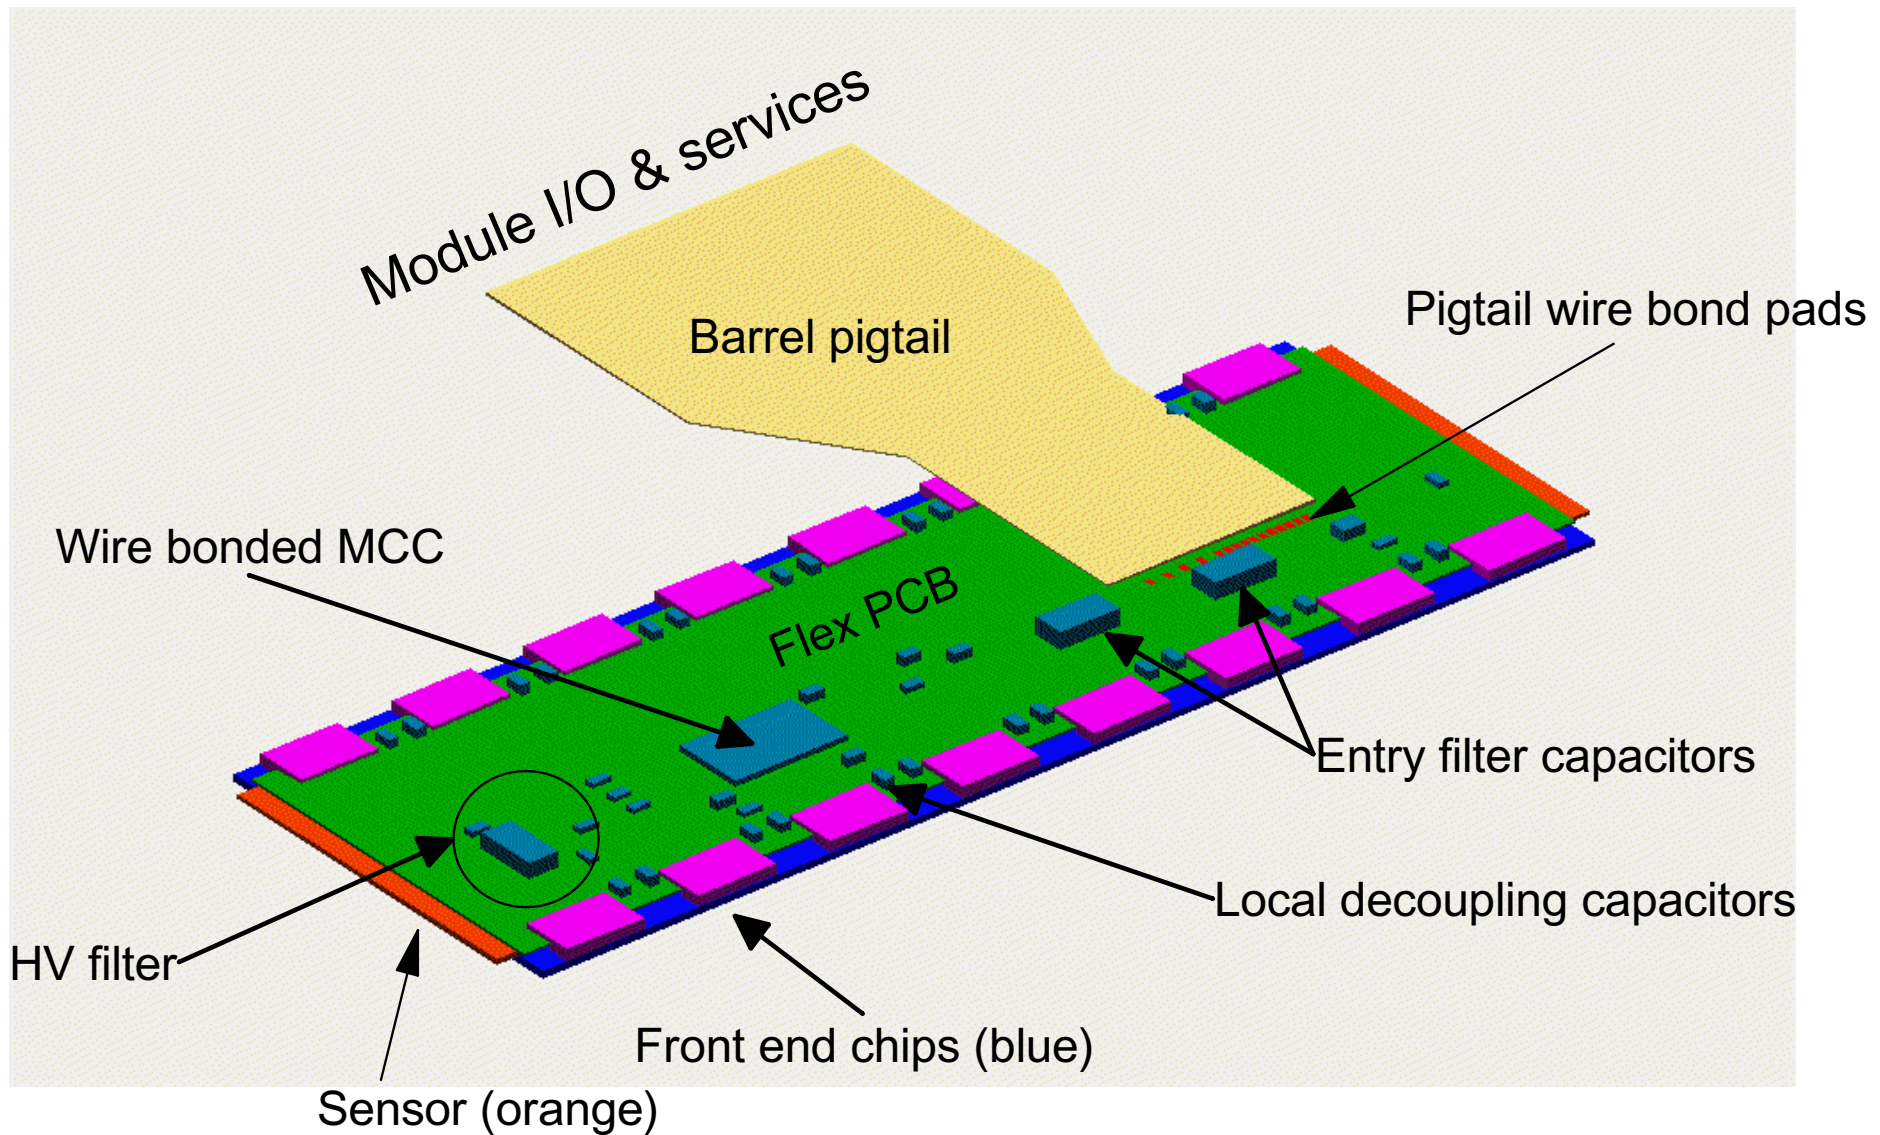 Module I/O & services
Barrel pigtail
Pigtail wire bond pads
Wire bonded MCC
Flex PCB
Entry filter capacitors
Local decoupling capacitors
HV filter
Front end chips (blue)
Sensor (orange)